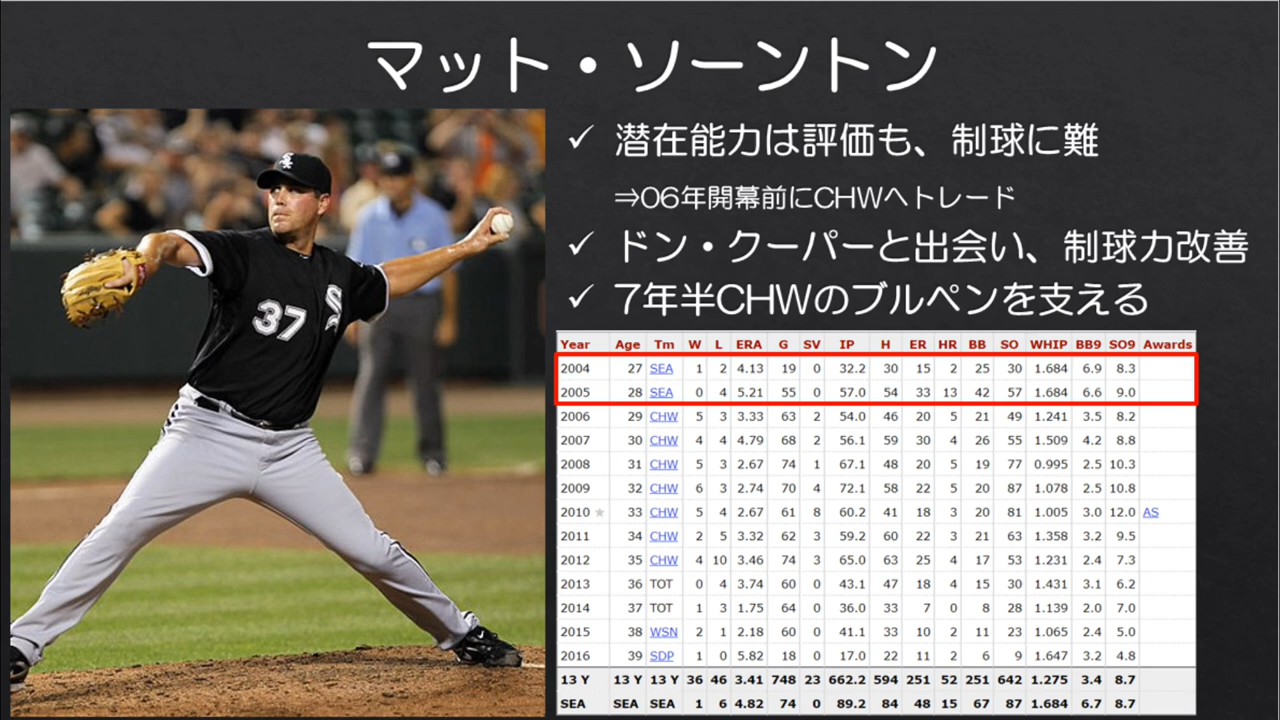 マット・ソーントン
✓ 潜在能力は評価も、制球に難
⇒06年開幕前にCHWへトレード
✓ ドン・クーパーと出会い、制球力改善
✓ 7年半CHWのブルペンを支える
37
Year Age Tm W L ERA G SV IP H ER HR BB SO WHIP BB9 SO9 Awards
2004 27 SEA 1 2 4.13 19 0 32.2 30 15 2 25 30 1.684 6.9 8.3
2005 28 SEA 0 4 5.21 55 0 57.0 54 33 13 42 57 1.684 6.6 9.0
2006 29 CHW 5 3 3.33 63 2 54.0 46 20 5 21 49 1.241 3.5 8.2
2007 30 CHW 4 4 4.79 68 2 56.1 59 30 4 26 55 1.509 4.2 8.8
2008 31 CHW 5 3 2.67 74 1 67.1 48 20 5 19 77 0.995 2.5 10.3
2009 32 CHW 6 3 2.74 70 4 72.1 58 22 5 20 87 1.078 2.5 10.8
2010 ★ 33 CHW 5 4 2.67 61 8 60.2 41 18 3 20 81 1.005 3.0 12.0 AS
2011 34 CHW 2 5 3.32 62 3 59.2 60 22 3 21 63 1.358 3.2 9.5
2012 35 CHW 4 10 3.46 74 3 65.0 63 25 4 17 53 1.231 2.4 7.3
2013 36 TOT 0 4 3.74 60 0 43.1 47 18 4 15 30 1.431 3.1 6.2
2014 37 TOT 1 3 1.75 64 0 36.0 33 7 0 8 28 1.139 2.0 7.0
2015 38 WSN 2 1 2.18 60 0 41.1 33 10 2 11 23 1.065 2.4 5.0
2016 39 SDP 1 0 5.82 18 0 17.0 22 11 2 6 9 1.647 3.2 4.8
13 Y 13 Y 13 Y 36 46 3.41 748 23 662.2 594 251 52 251 642 1.275 3.4 8.7
SEA SEA SEA 1 6 4.82 74 0 89.2 84 48 15 67 87 1.684 6.7 8.7